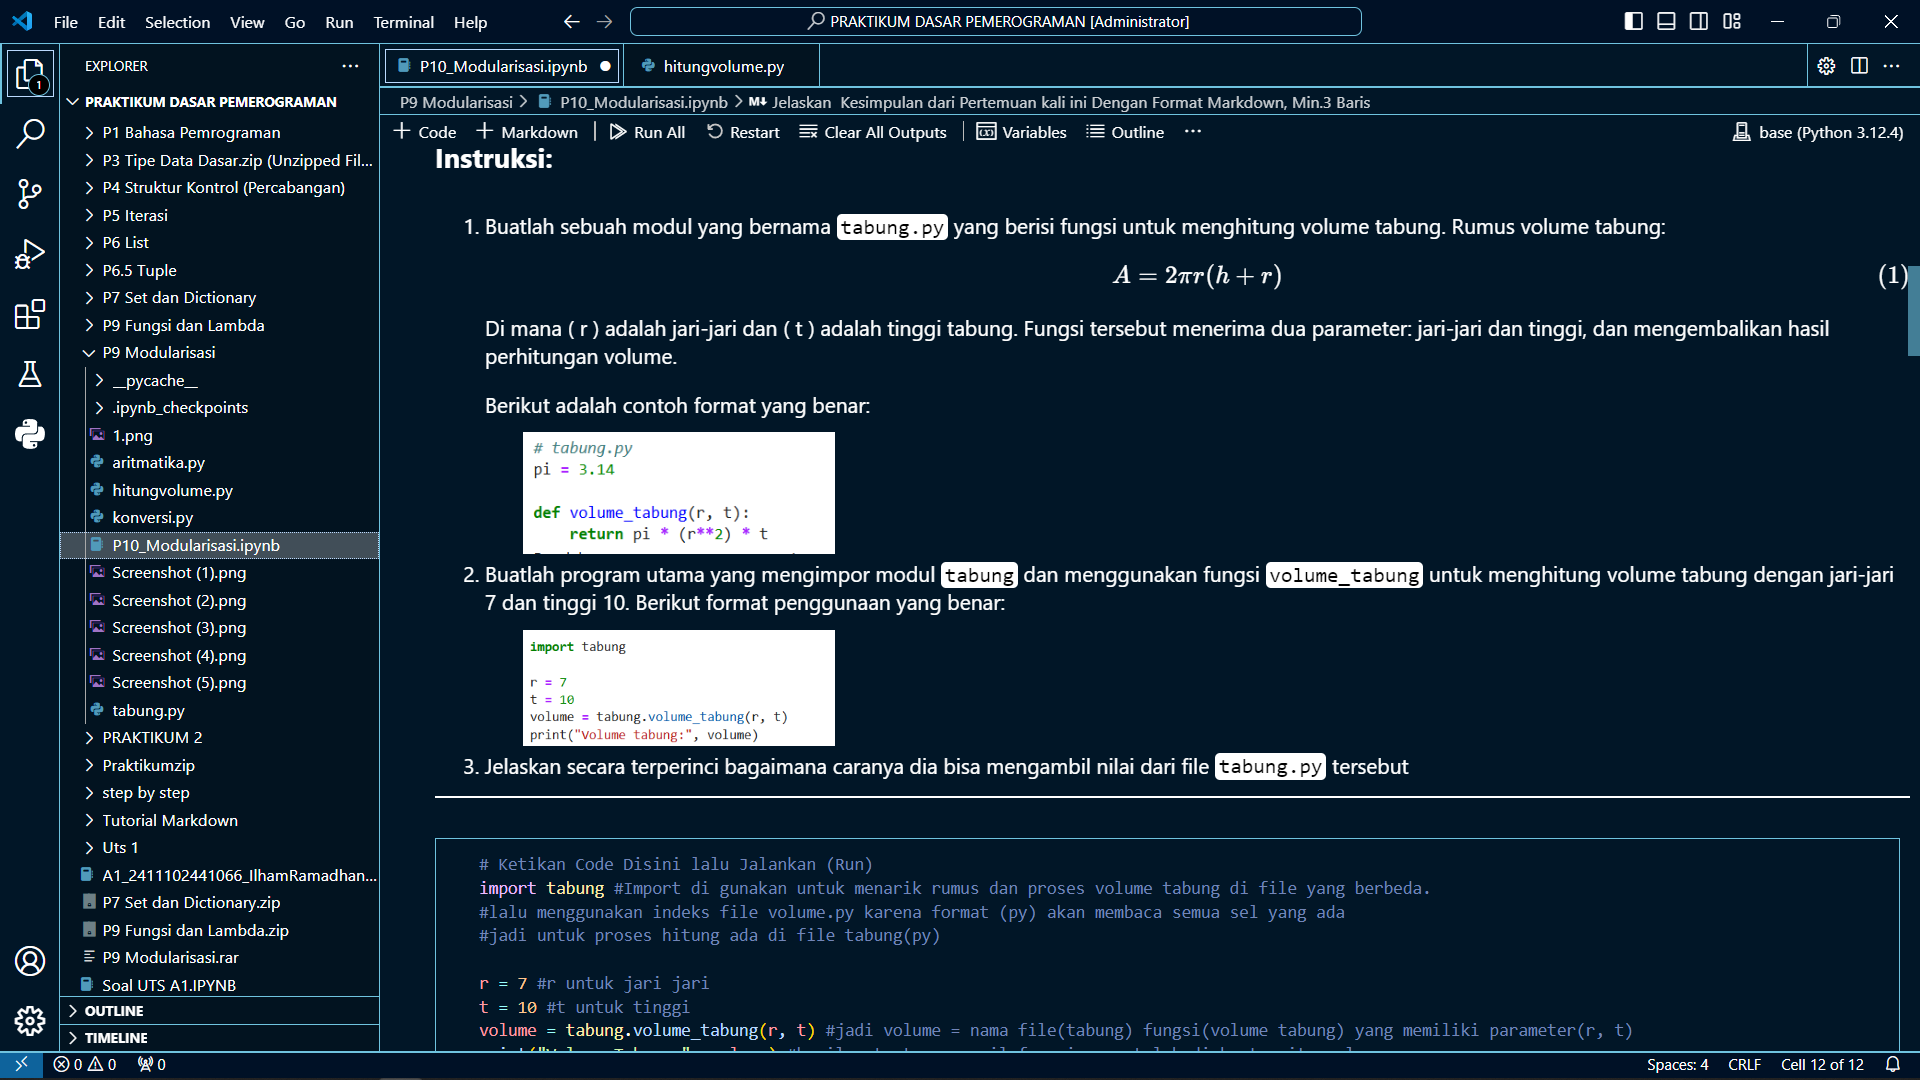 File Edit Selection View Go Run Terminal Help
PRAKTIKUM DASAR PEMEROGRAMAN [Administrator]
EXPLORER
PRAKTIKUM DASAR PEMEROGRAMAN
P1 Bahasa Pemrograman
P3 Tipe Data Dasar.zip (Unzipped Fil...
P4 Struktur Kontrol (Percabangan)
P5 Iterasi
P6 List
P6.5 Tuple
P7 Set dan Dictionary
P9 Fungsi dan Lambda
P9 Modularisasi
__pycache__
.ipynb_checkpoints
1.png
aritmatika.py
hitungvolume.py
konversi.py
P10_Modularisasi.ipynb
Screenshot (1).png
Screenshot (2).png
Screenshot (3).png
Screenshot (4).png
Screenshot (5).png
tabung.py
PRAKTIKUM 2
Praktikumzip
step by step
Tutorial Markdown
Uts 1
A1_2411102441066_IlhamRamadhan...
P7 Set dan Dictionary.zip
P9 Fungsi dan Lambda.zip
P9 Modularisasi.rar
Soal UTS A1.IPYNB
OUTLINE
TIMELINE
1
P10_Modularisasi.ipynb
hitungvolume.py
P9 Modularisasi > P10_Modularisasi.ipynb > M↓ Jelaskan Kesimpulan dari Pertemuan kali ini Dengan Format Markdown, Min.3 Baris
+ Code + Markdown | Run All Restart Clear All Outputs | Variables Outline ...
base (Python 3.12.4)
Instruksi:
1. Buatlah sebuah modul yang bernama tabung.py yang berisi fungsi untuk menghitung volume tabung. Rumus volume tabung:
A = 2πr(h + r) (1)
Di mana ( r ) adalah jari-jari dan ( t ) adalah tinggi tabung. Fungsi tersebut menerima dua parameter: jari-jari dan tinggi, dan mengembalikan hasil
perhitungan volume.
Berikut adalah contoh format yang benar:
# tabung.py
pi = 3.14
def volume_tabung(r, t):
return pi * (r**2) * t
2. Buatlah program utama yang mengimpor modul tabung dan menggunakan fungsi volume_tabung untuk menghitung volume tabung dengan jari-jari
7 dan tinggi 10. Berikut format penggunaan yang benar:
import tabung
r = 7
t = 10
volume = tabung.volume_tabung(r, t)
print("Volume tabung:", volume)
3. Jelaskan secara terperinci bagaimana caranya dia bisa mengambil nilai dari file tabung.py tersebut
# Ketikan Code Disini lalu Jalankan (Run)
import tabung #Import di gunakan untuk menarik rumus dan proses volume tabung di file yang berbeda.
#lalu menggunakan indeks file volume.py karena format (py) akan membaca semua sel yang ada
#jadi untuk proses hitung ada di file tabung(py)
r = 7 #r untuk jari jari
t = 10 #t untuk tinggi
volume = tabung.volume_tabung(r, t) #jadi volume = nama file(tabung) fungsi(volume tabung) yang memiliki parameter(r, t)
0 0 0
Spaces: 4 CRLF Cell 12 of 12